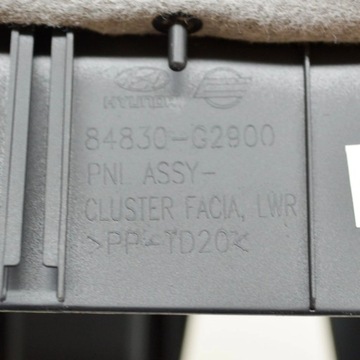 HYUNDAI
84830-G2900
PNL ASSY-
CLUSTER FACIA, LWR
>PP-TD20<